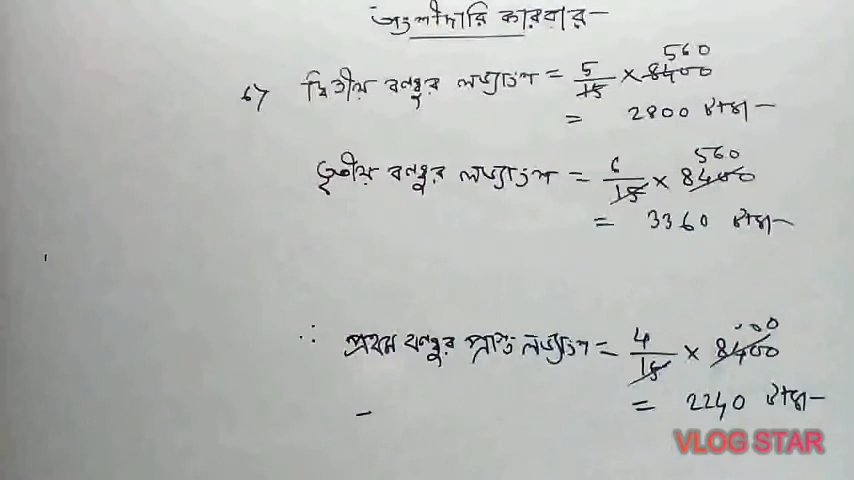 অংশীদারি কারবার—
560
67 দ্বিতীয় বন্ধুর লভ্যাংশ = 5/15 × 8400
= 2800 টাকা—
560
তৃতীয় বন্ধুর লভ্যাংশ = 6/15 × 8400
= 3360 টাকা—
∴ প্রথম বন্ধুর প্রাপ্ত লভ্যাংশ = 4/15 × 8400
= 2240 টাকা—
VLOG STAR